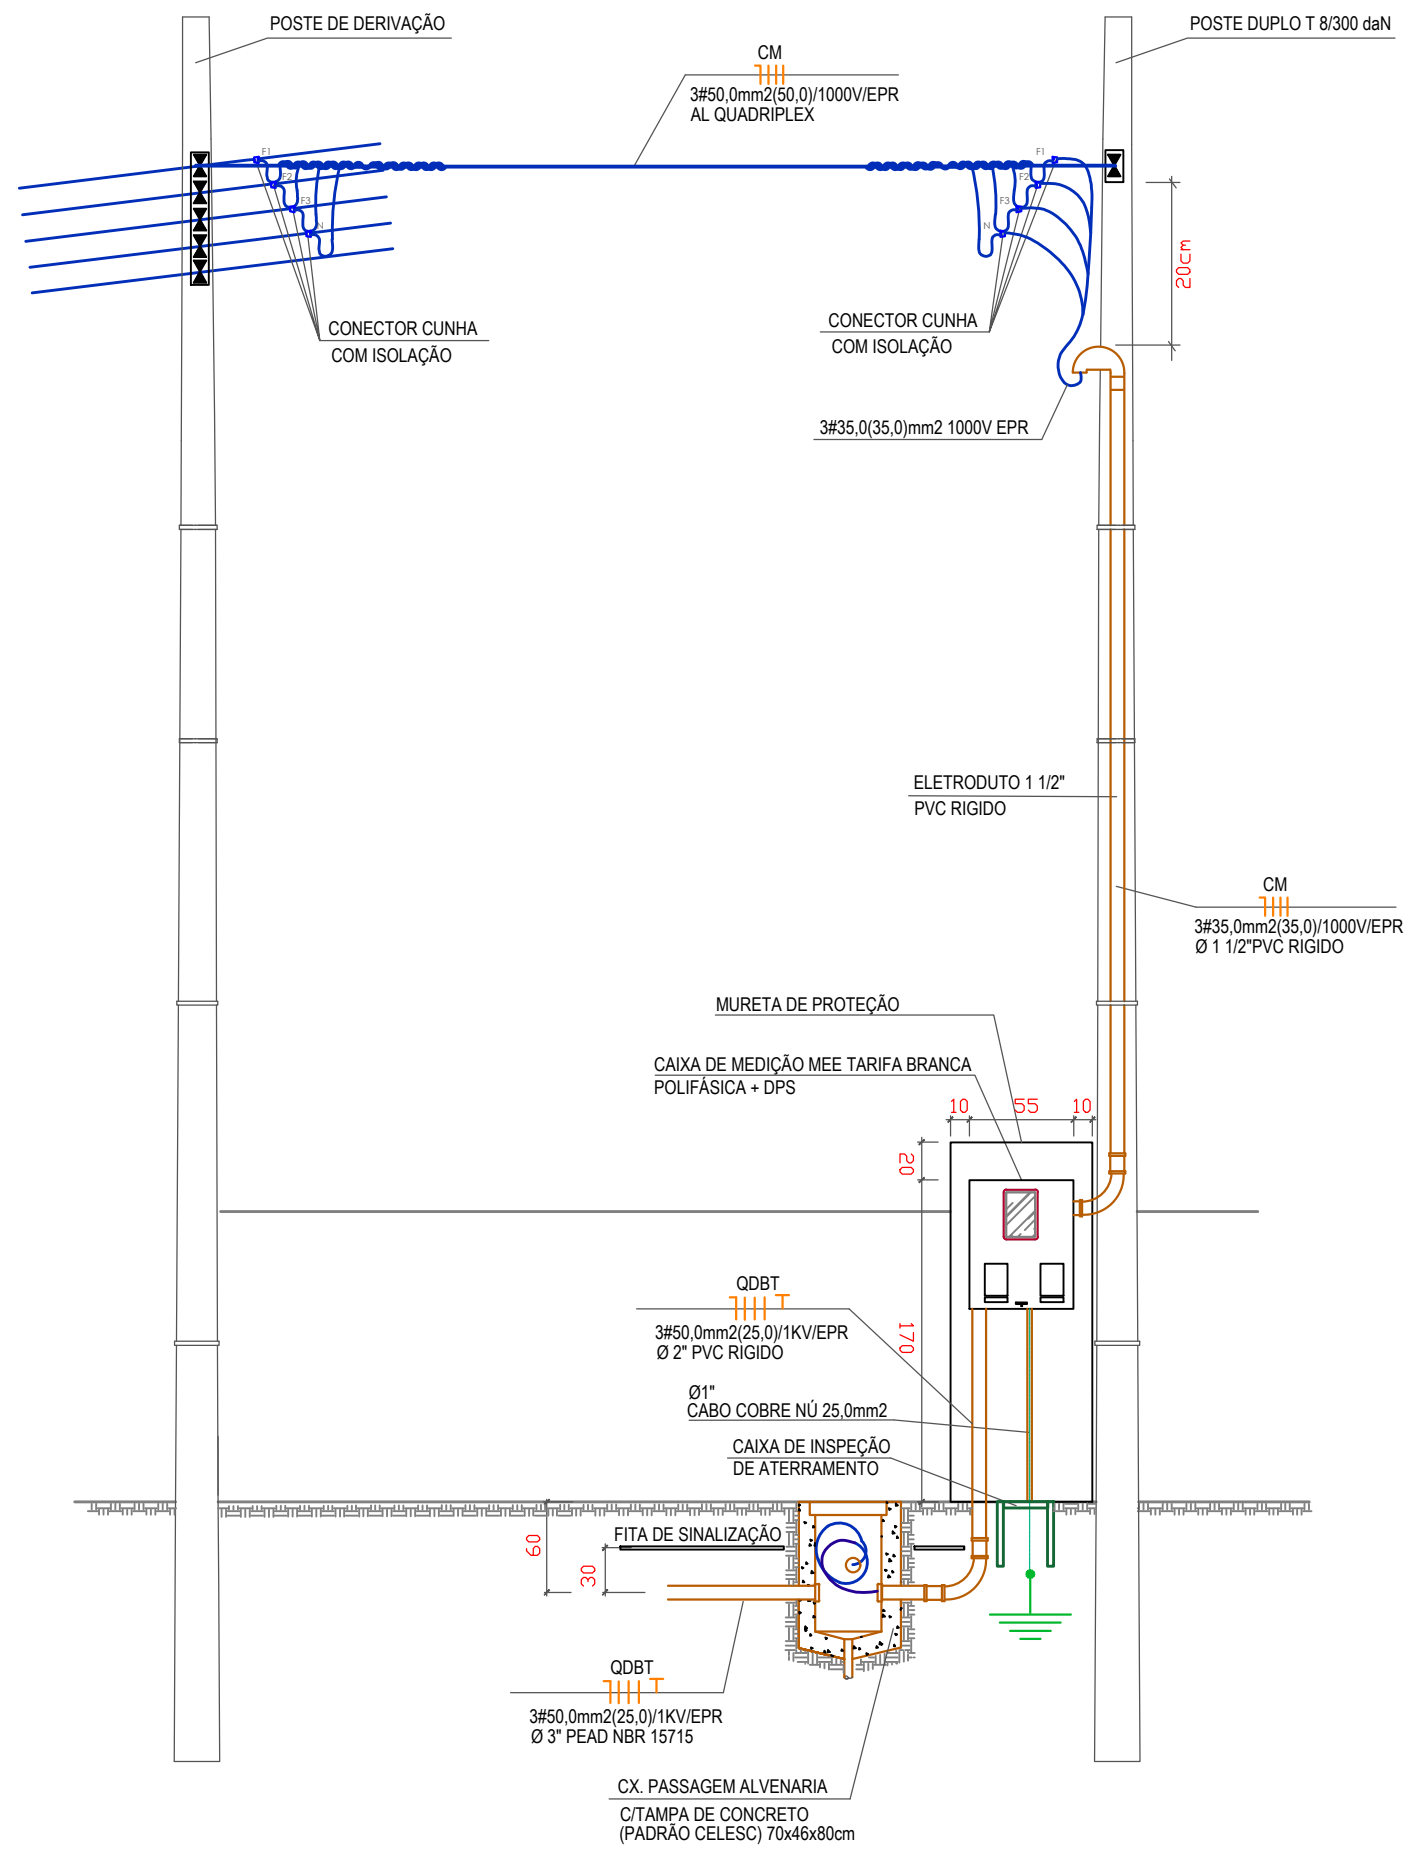 POSTE DE DERIVAÇÃO
POSTE DUPLO T 8/300 daN
CM
3#50,0mm2(50,0)/1000V/EPR
AL QUADRIPLEX
F1
F2
F3
N
F1
F2
F3
N
20cm
CONECTOR CUNHA
COM ISOLAÇÃO
CONECTOR CUNHA
COM ISOLAÇÃO
3#35,0(35,0)mm2 1000V EPR
ELETRODUTO 1 1/2"
PVC RIGIDO
CM
3#35,0mm2(35,0)/1000V/EPR
Ø 1 1/2"PVC RIGIDO
MURETA DE PROTEÇÃO
CAIXA DE MEDIÇÃO MEE TARIFA BRANCA
POLIFÁSICA + DPS
10
55
10
20
170
QDBT
3#50,0mm2(25,0)/1KV/EPR
Ø 2" PVC RIGIDO
Ø1"
CABO COBRE NÚ 25,0mm2
CAIXA DE INSPEÇÃO
DE ATERRAMENTO
FITA DE SINALIZAÇÃO
60
30
QDBT
3#50,0mm2(25,0)/1KV/EPR
Ø 3" PEAD NBR 15715
CX. PASSAGEM ALVENARIA
C/TAMPA DE CONCRETO
(PADRÃO CELESC) 70x46x80cm